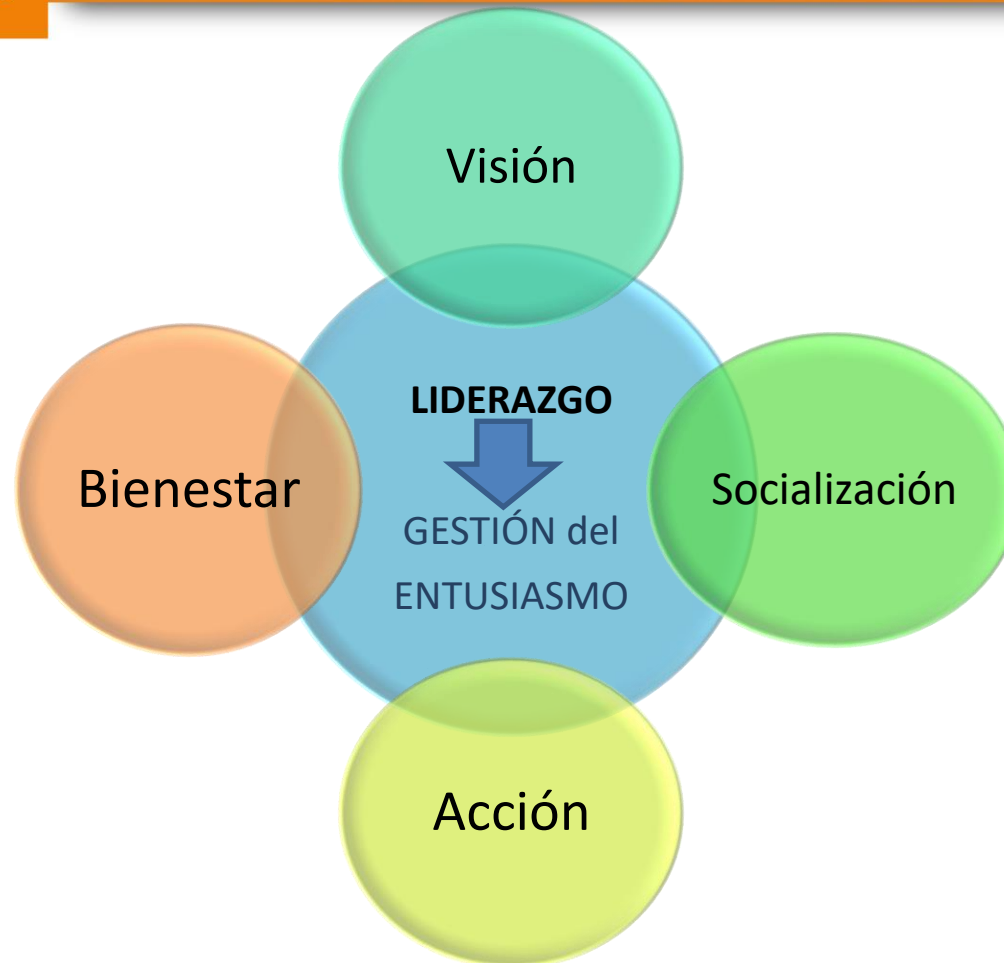 Visión
LIDERAZGO
Bienestar
Socialización
GESTIÓN del
ENTUSIASMO
Acción